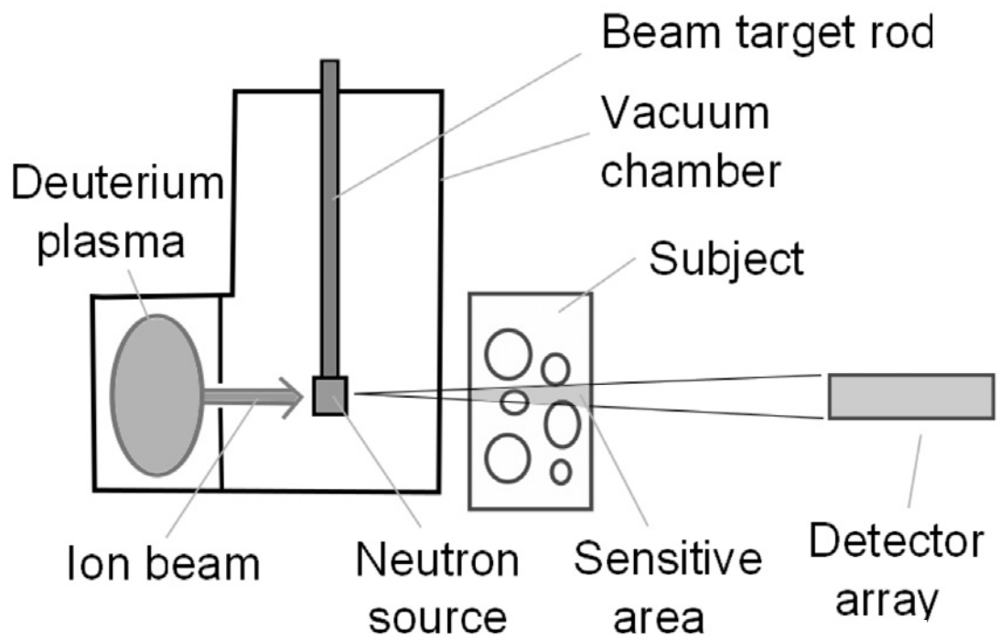 Beam target rod
Vacuum
chamber
Deuterium
plasma
Subject
Ion beam
Neutron
source
Sensitive
area
Detector
array